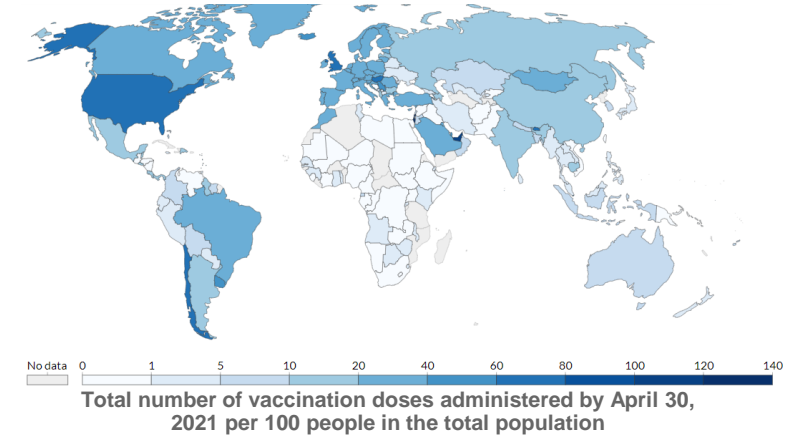 No data 0 1 5 10 20 40 60 80 100 120 140
Total number of vaccination doses administered by April 30,
2021 per 100 people in the total population